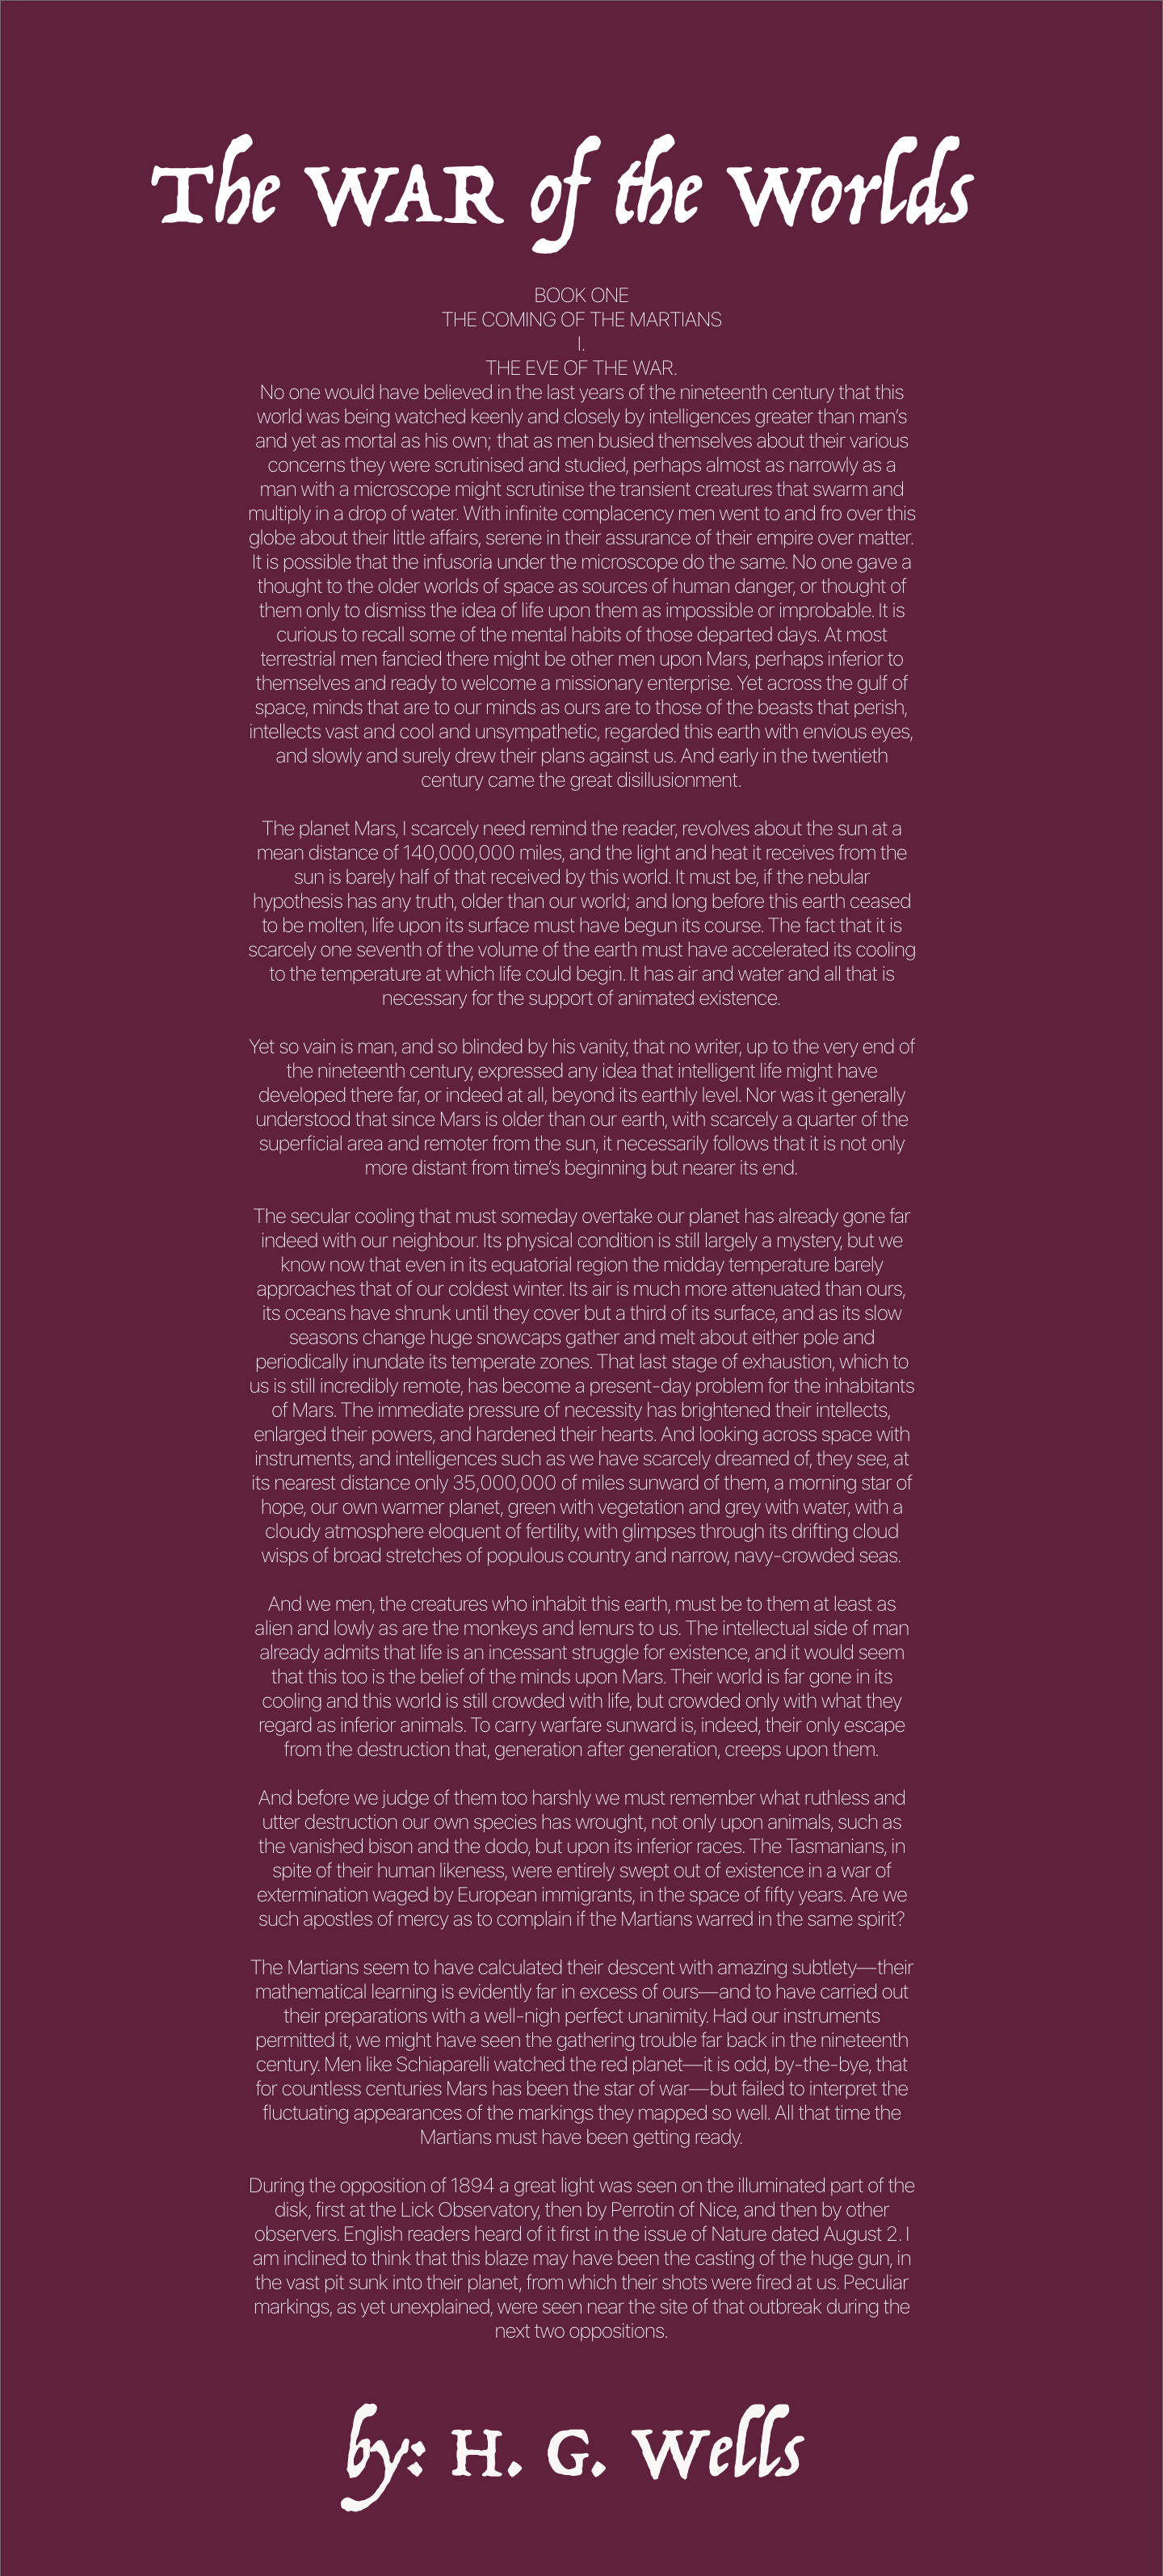 The WAR of the Worlds
BOOK ONE
THE COMING OF THE MARTIANS
I.
THE EVE OF THE WAR.
No one would have believed in the last years of the nineteenth century that this
world was being watched keenly and closely by intelligences greater than man’s
and yet as mortal as his own; that as men busied themselves about their various
concerns they were scrutinised and studied, perhaps almost as narrowly as a
man with a microscope might scrutinise the transient creatures that swarm and
multiply in a drop of water. With infinite complacency men went to and fro over this
globe about their little affairs, serene in their assurance of their empire over matter.
It is possible that the infusoria under the microscope do the same. No one gave a
thought to the older worlds of space as sources of human danger, or thought of
them only to dismiss the idea of life upon them as impossible or improbable. It is
curious to recall some of the mental habits of those departed days. At most
terrestrial men fancied there might be other men upon Mars, perhaps inferior to
themselves and ready to welcome a missionary enterprise. Yet across the gulf of
space, minds that are to our minds as ours are to those of the beasts that perish,
intellects vast and cool and unsympathetic, regarded this earth with envious eyes,
and slowly and surely drew their plans against us. And early in the twentieth
century came the great disillusionment.
The planet Mars, I scarcely need remind the reader, revolves about the sun at a
mean distance of 140,000,000 miles, and the light and heat it receives from the
sun is barely half of that received by this world. It must be, if the nebular
hypothesis has any truth, older than our world; and long before this earth ceased
to be molten, life upon its surface must have begun its course. The fact that it is
scarcely one seventh of the volume of the earth must have accelerated its cooling
to the temperature at which life could begin. It has air and water and all that is
necessary for the support of animated existence.
Yet so vain is man, and so blinded by his vanity, that no writer, up to the very end of
the nineteenth century, expressed any idea that intelligent life might have
developed there far, or indeed at all, beyond its earthly level. Nor was it generally
understood that since Mars is older than our earth, with scarcely a quarter of the
superficial area and remoter from the sun, it necessarily follows that it is not only
more distant from time’s beginning but nearer its end.
The secular cooling that must someday overtake our planet has already gone far
indeed with our neighbour. Its physical condition is still largely a mystery, but we
know now that even in its equatorial region the midday temperature barely
approaches that of our coldest winter. Its air is much more attenuated than ours,
its oceans have shrunk until they cover but a third of its surface, and as its slow
seasons change huge snowcaps gather and melt about either pole and
periodically inundate its temperate zones. That last stage of exhaustion, which to
us is still incredibly remote, has become a present-day problem for the inhabitants
of Mars. The immediate pressure of necessity has brightened their intellects,
enlarged their powers, and hardened their hearts. And looking across space with
instruments, and intelligences such as we have scarcely dreamed of, they see, at
its nearest distance only 35,000,000 of miles sunward of them, a morning star of
hope, our own warmer planet, green with vegetation and grey with water, with a
cloudy atmosphere eloquent of fertility, with glimpses through its drifting cloud
wisps of broad stretches of populous country and narrow, navy-crowded seas.
And we men, the creatures who inhabit this earth, must be to them at least as
alien and lowly as are the monkeys and lemurs to us. The intellectual side of man
already admits that life is an incessant struggle for existence, and it would seem
that this too is the belief of the minds upon Mars. Their world is far gone in its
cooling and this world is still crowded with life, but crowded only with what they
regard as inferior animals. To carry warfare sunward is, indeed, their only escape
from the destruction that, generation after generation, creeps upon them.
And before we judge of them too harshly we must remember what ruthless and
utter destruction our own species has wrought, not only upon animals, such as
the vanished bison and the dodo, but upon its inferior races. The Tasmanians, in
spite of their human likeness, were entirely swept out of existence in a war of
extermination waged by European immigrants, in the space of fifty years. Are we
such apostles of mercy as to complain if the Martians warred in the same spirit?
The Martians seem to have calculated their descent with amazing subtlety—their
mathematical learning is evidently far in excess of ours—and to have carried out
their preparations with a well-nigh perfect unanimity. Had our instruments
permitted it, we might have seen the gathering trouble far back in the nineteenth
century. Men like Schiaparelli watched the red planet—it is odd, by-the-bye, that
for countless centuries Mars has been the star of war—but failed to interpret the
fluctuating appearances of the markings they mapped so well. All that time the
Martians must have been getting ready.
During the opposition of 1894 a great light was seen on the illuminated part of the
disk, first at the Lick Observatory, then by Perrotin of Nice, and then by other
observers. English readers heard of it first in the issue of Nature dated August 2. I
am inclined to think that this blaze may have been the casting of the huge gun, in
the vast pit sunk into their planet, from which their shots were fired at us. Peculiar
markings, as yet unexplained, were seen near the site of that outbreak during the
next two oppositions.
by: H. G. Wells